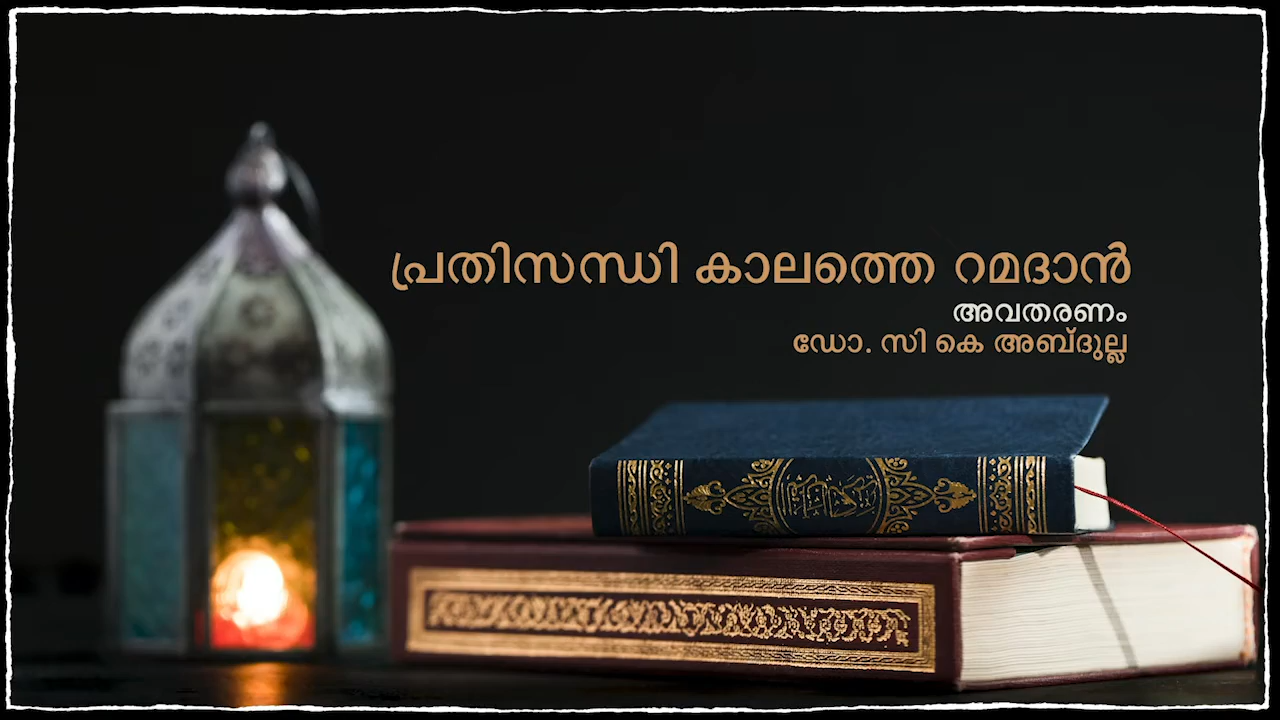 പ്രതിസന്ധി കാലത്തെ റമദാൻ
അവതരണം
ഡോ. സി കെ അബ്ദുല്ല